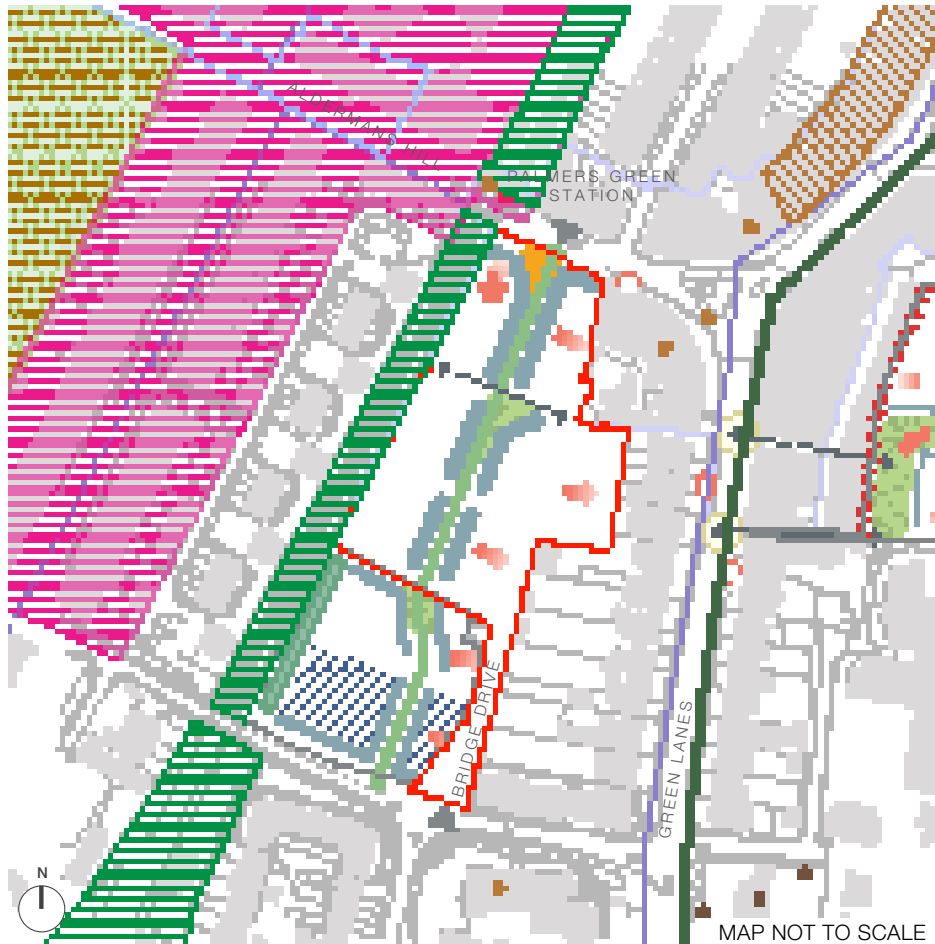 ALDERMANS HILL
PALMERS GREEN
STATION
BRIDGE DRIVE
GREEN LANES
N
MAP NOT TO SCALE